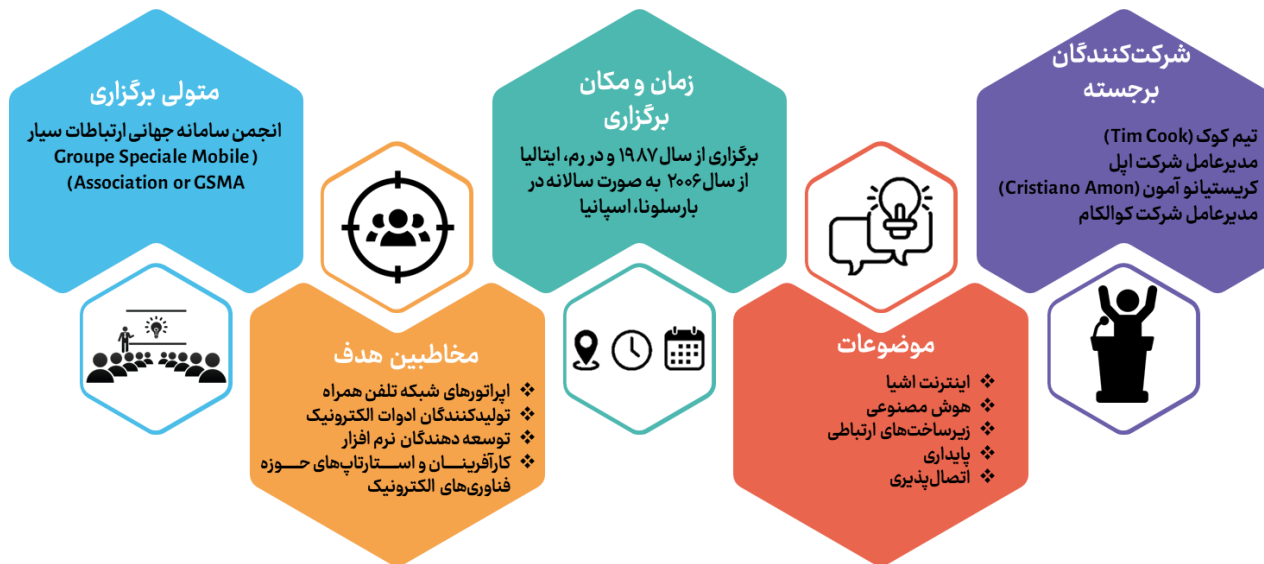 شرکت‌کنندگان
برجسته
تیم کوک (Tim Cook)
مدیرعامل شرکت اپل
کریستیانو آمون (Cristiano Amon)
مدیرعامل شرکت کوالکام
موضوعات
❖ اینترنت اشیا
❖ هوش مصنوعی
❖ زیرساخت‌های ارتباطی
❖ پایداری
❖ اتصال‌پذیری
زمان و مکان
برگزاری
برگزاری از سال ۱۹۸۷ و در رم، ایتالیا
از سال ۲۰۰۶ به صورت سالانه در
بارسلونا، اسپانیا
مخاطبین هدف
❖ اپراتورهای شبکه تلفن همراه
❖ تولیدکنندگان ادوات الکترونیک
❖ توسعه دهندگان نرم افزار
❖ کارآفرینـــان و اســـتارتاپ‌های حـــوزه
فناوری‌های الکترونیک
متولی برگزاری
انجمن سامانه جهانی ارتباطات سیار
(Groupe Speciale Mobile
Association or GSMA)